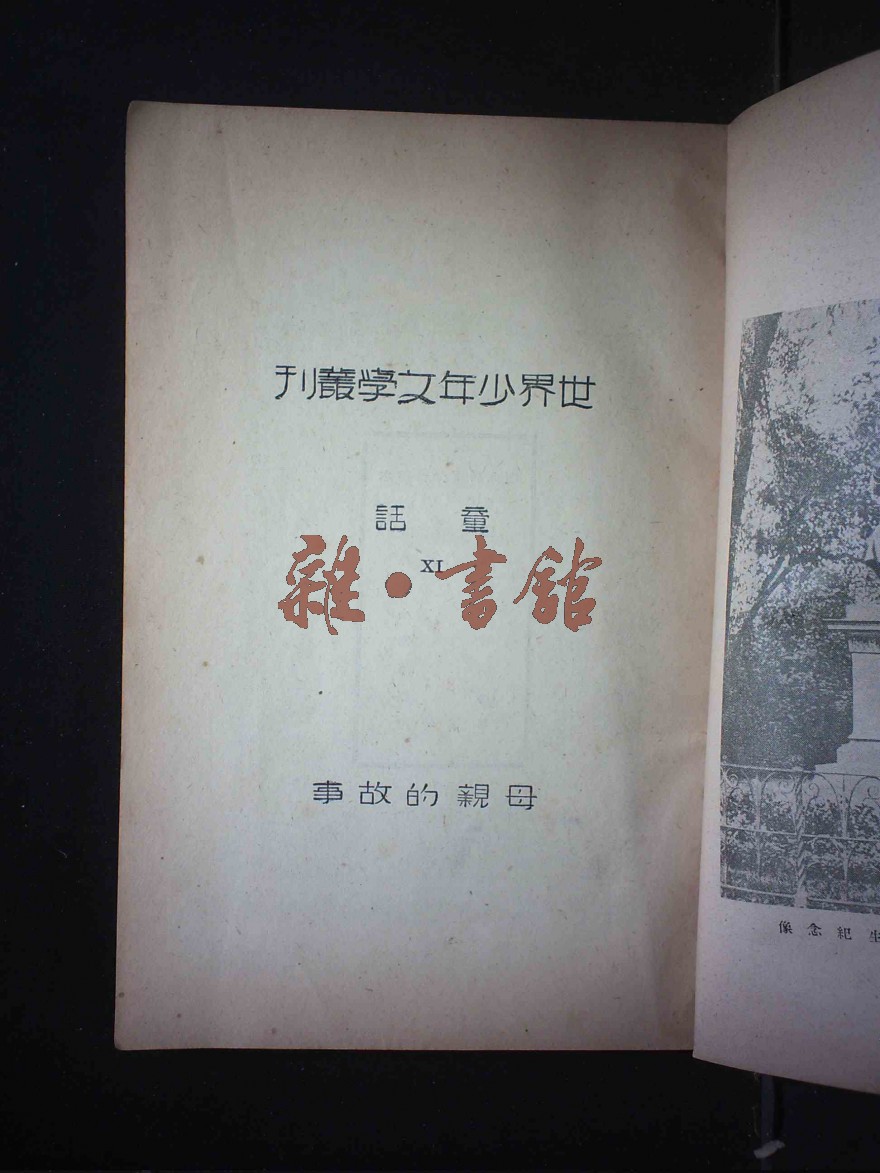 世界少年文學叢刊
童話
XI
雜·書館
母親的故事
生紀念像